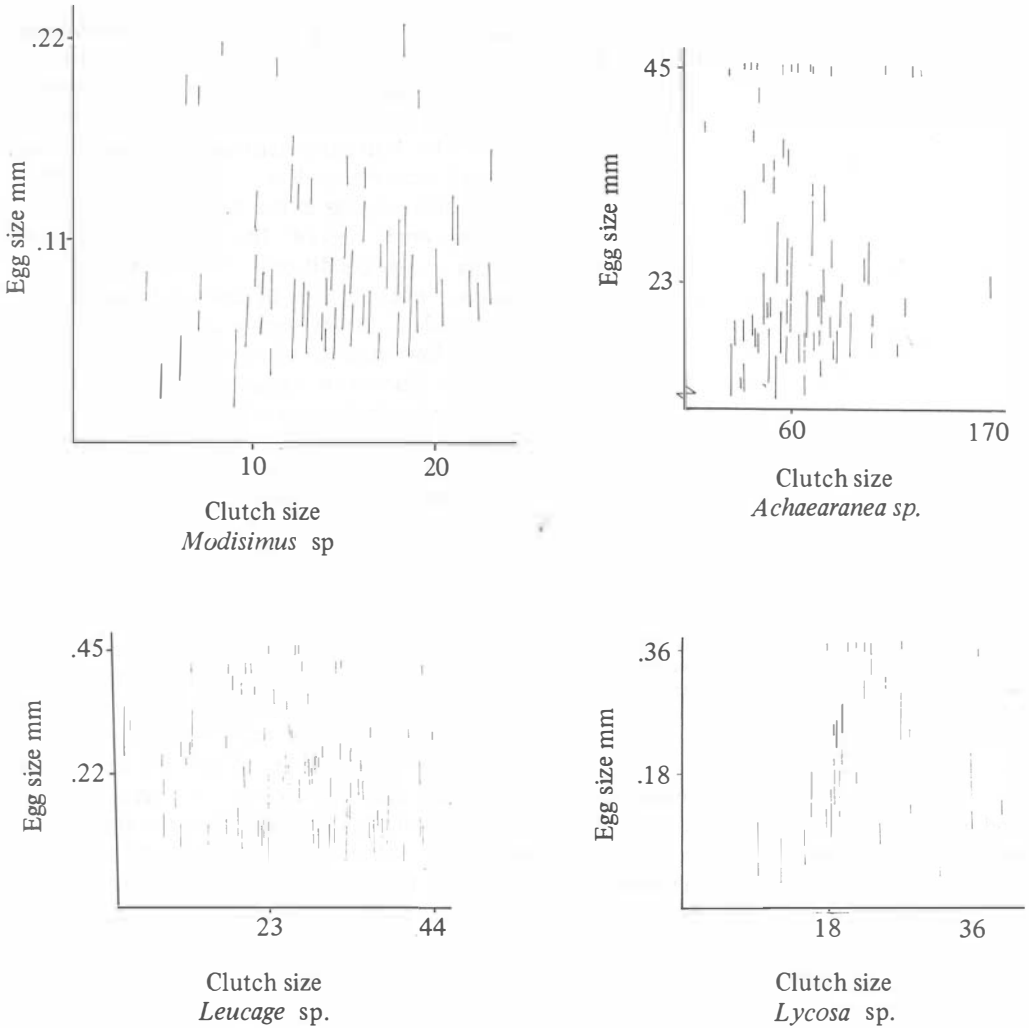 .22
.11
Egg size mm
10
20
Clutch size
Modisimus sp
45
23
Egg size mm
60
170
Clutch size
Achaearanea sp.
.45
.22
Egg size mm
23
44
Clutch size
Leucage sp.
.36
.18
Egg size mm
18
36
Clutch size
Lycosa sp.